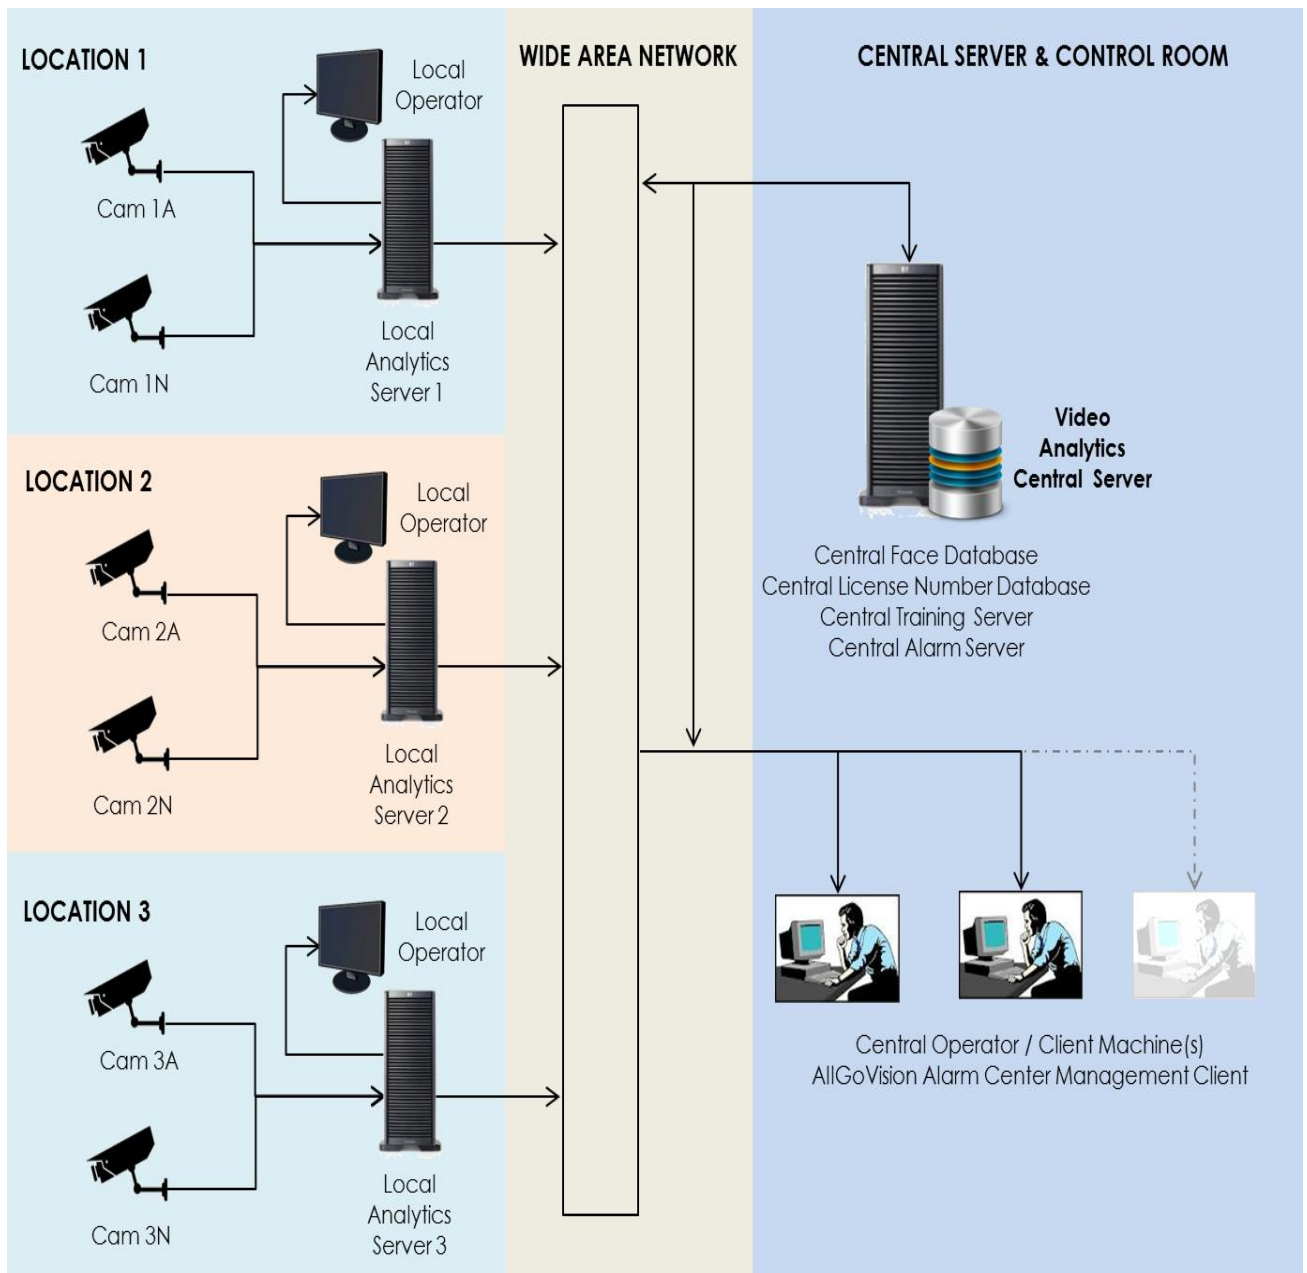 LOCATION 1
Local
Operator
Cam 1A
Cam 1N
Local
Analytics
Server 1
LOCATION 2
Local
Operator
Cam 2A
Cam 2N
Local
Analytics
Server 2
LOCATION 3
Local
Operator
Cam 3A
Cam 3N
Local
Analytics
Server 3
WIDE AREA NETWORK
CENTRAL SERVER & CONTROL ROOM
Video
Analytics
Central Server
Central Face Database
Central License Number Database
Central Training Server
Central Alarm Server
Central Operator / Client Machine(s)
AllGoVision Alarm Center Management Client